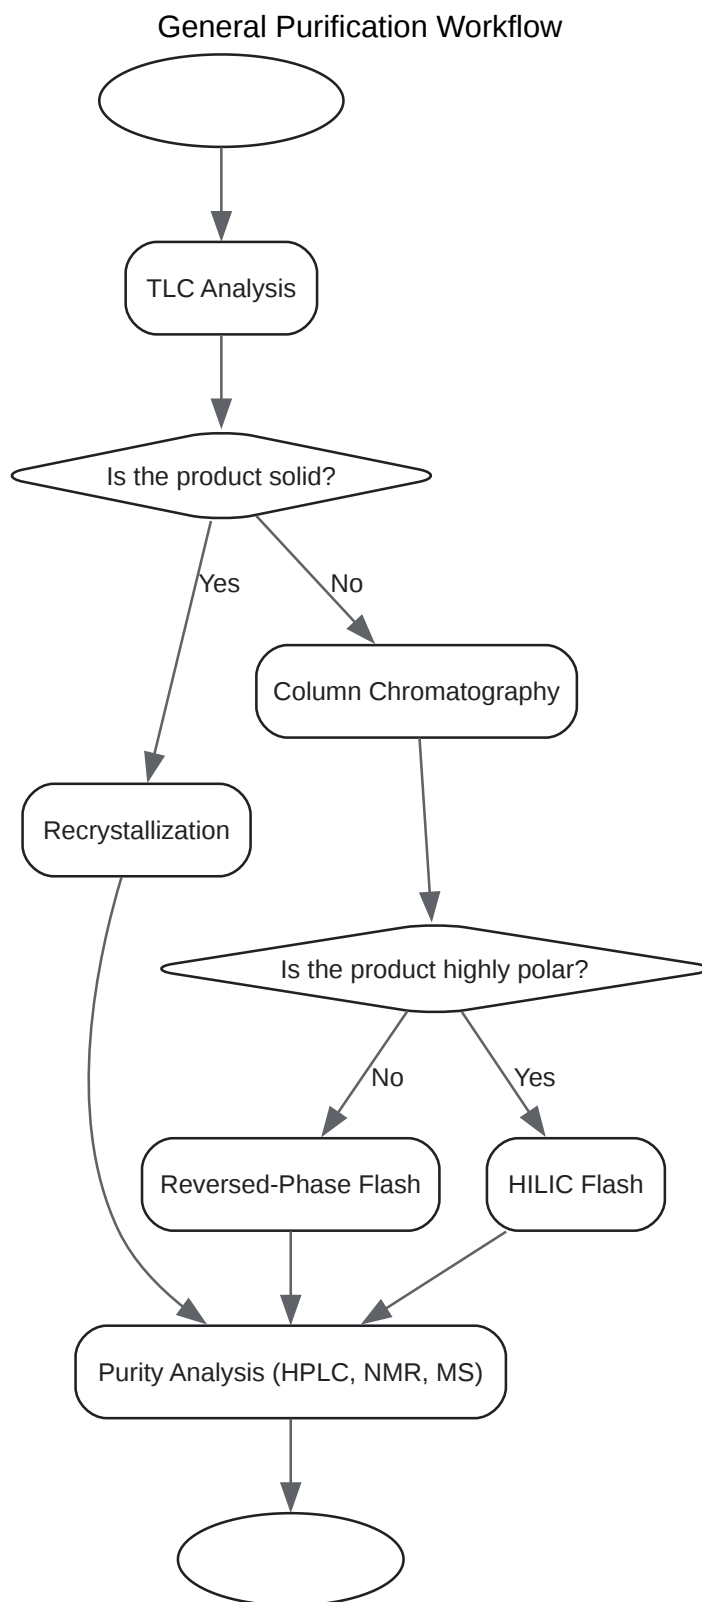 General Purification Workflow
TLC Analysis
Is the product solid?
Yes
No
Column Chromatography
Recrystallization
Is the product highly polar?
No
Yes
Reversed-Phase Flash
HILIC Flash
Purity Analysis (HPLC, NMR, MS)